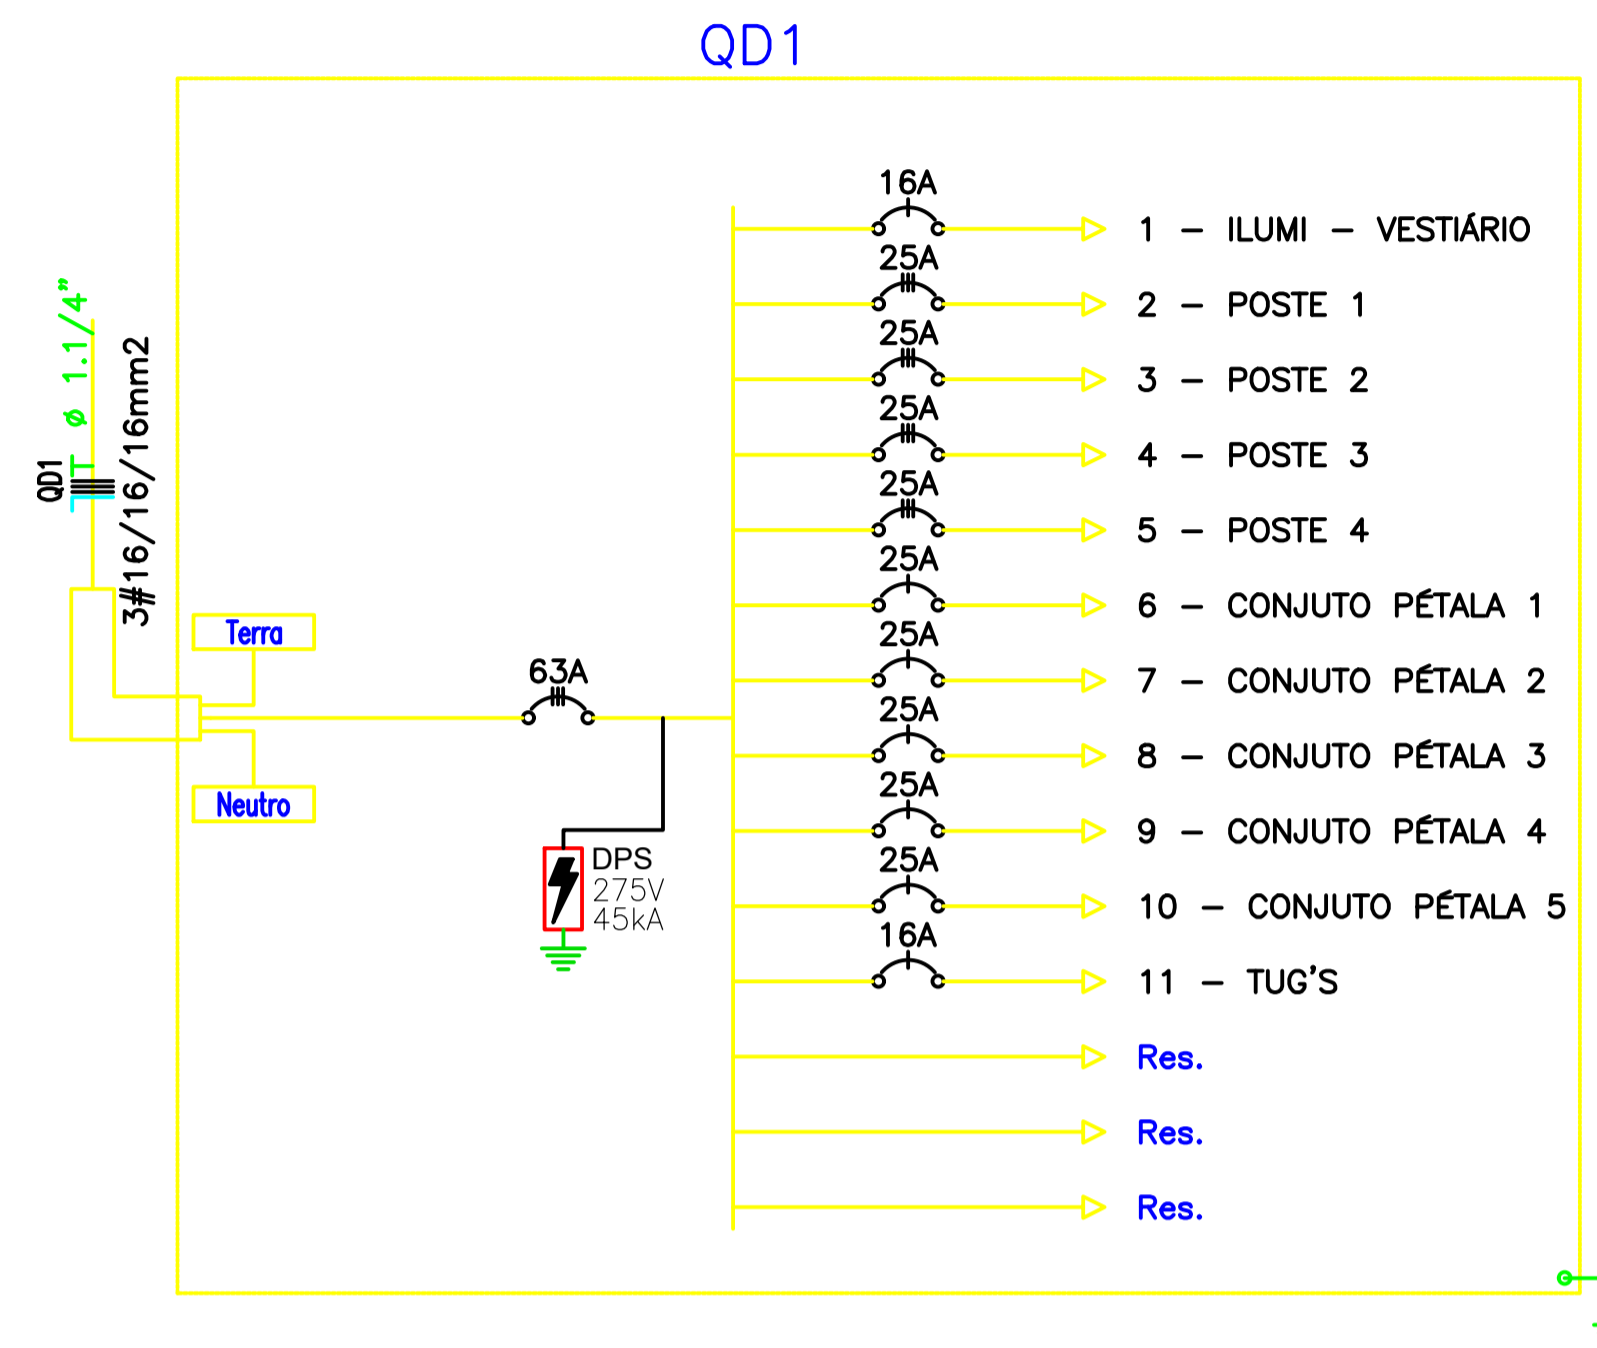 QD1
16A
1 - ILUMI - VESTIÁRIO
25A
2 - POSTE 1
25A
3 - POSTE 2
25A
4 - POSTE 3
25A
5 - POSTE 4
25A
6 - CONJUTO PÉTALA 1
25A
7 - CONJUTO PÉTALA 2
25A
8 - CONJUTO PÉTALA 3
25A
9 - CONJUTO PÉTALA 4
25A
10 - CONJUTO PÉTALA 5
16A
11 - TUG'S
Res.
Res.
Res.
QD1
T ø 1.1/4"
3#16/16/16mm2
Terra
Neutro
63A
DPS
275V
45kA